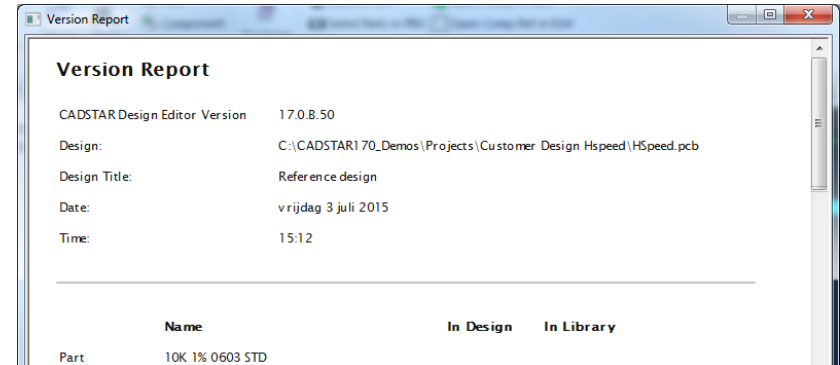 Version Report
Version Report
CADSTAR Design Editor Version 17.0.B.50
Design: C:\CADSTAR170_Demos\Projects\Customer Design Hspeed\HSpeed.pcb
Design Title: Reference design
Date: vrijdag 3 juli 2015
Time: 15:12
Name In Design In Library
Part 10K 1% 0603 STD